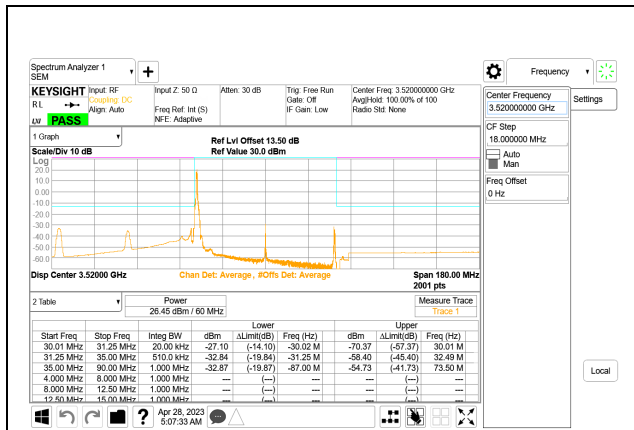 Spectrum Analyzer 1
SEM
Frequency
KEYSIGHT
Input: RF
Input Z: 50 Ω
Atten: 30 dB
Trig: Free Run
Center Freq: 3.520000000 GHz
R L
Coupling: DC
Gate: Off
Avg|Hold: 100.00% of 100
Align: Auto
Freq Ref: Int (S)
IF Gain: Low
Radio Std: None
LXI
PASS
NFE: Adaptive
Center Frequency
3.520000000 GHz
Settings
CF Step
18.000000 MHz
Auto
Man
Freq Offset
0 Hz
1 Graph
Ref Lvl Offset 13.50 dB
Scale/Div 10 dB
Ref Value 30.0 dBm
Log
20.0
10.0
0.00
-10.0
-20.0
-30.0
-40.0
-50.0
-60.0
Disp Center 3.52000 GHz
Chan Det: Average, #Offs Det: Average
Span 180.00 MHz
2001 pts
2 Table
Power
Measure Trace
26.45 dBm / 60 MHz
Trace 1
Lower Upper
Start Freq Stop Freq Integ BW dBm ΔLimit(dB) Freq (Hz) dBm ΔLimit(dB) Freq (Hz)
30.01 MHz 31.25 MHz 20.00 kHz -27.10 (-14.10) -30.02 M -70.37 (-57.37) 30.01 M
31.25 MHz 35.00 MHz 510.0 kHz -32.84 (-19.84) -31.25 M -58.40 (-45.40) 32.49 M
35.00 MHz 90.00 MHz 1.000 MHz -32.87 (-19.87) -87.00 M -54.73 (-41.73) 73.50 M
4.000 MHz 8.000 MHz 1.000 MHz --- (---) --- (---)
8.000 MHz 12.50 MHz 1.000 MHz --- (---) --- (---)
12.50 MHz 15.00 MHz 1.000 MHz --- (---) --- (---)
Local
Apr 28, 2023
5:07:33 AM